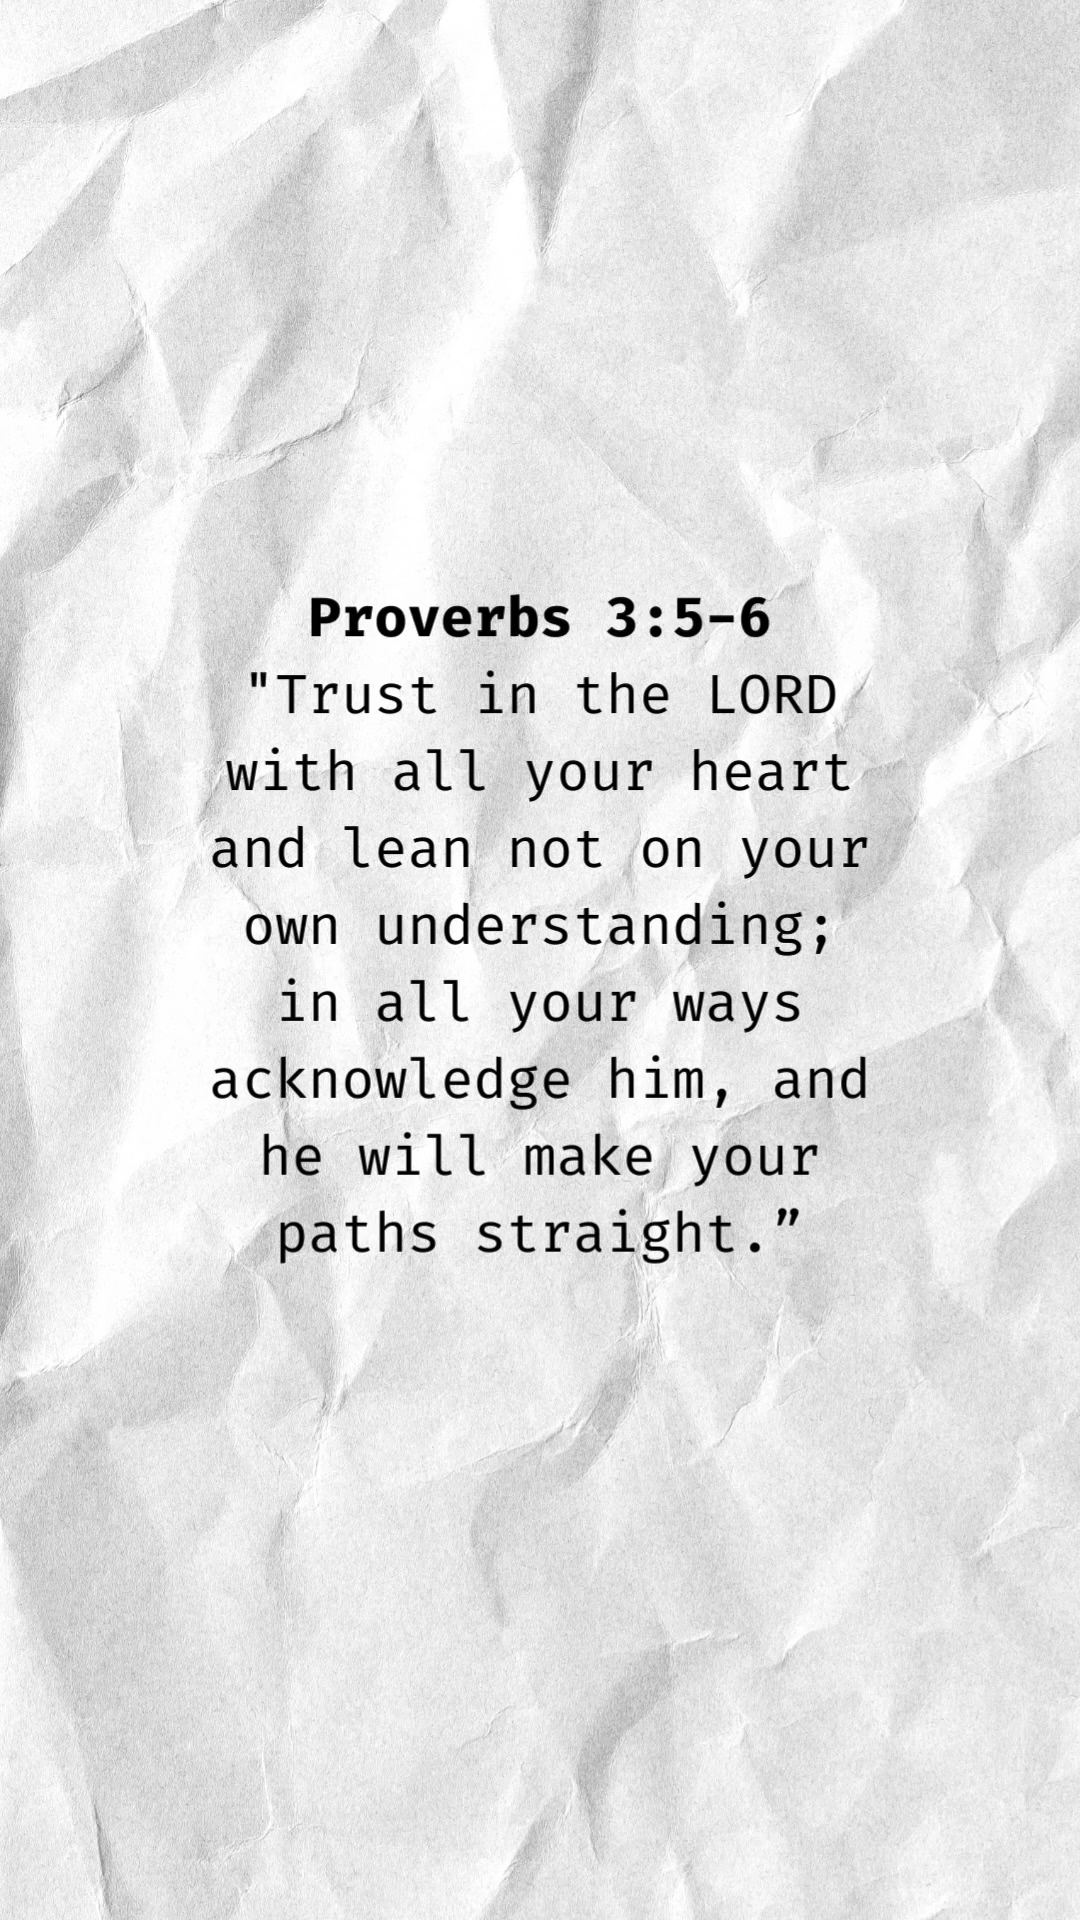 Proverbs 3:5-6
"Trust in the LORD
with all your heart
and lean not on your
own understanding;
in all your ways
acknowledge him, and
he will make your
paths straight.”